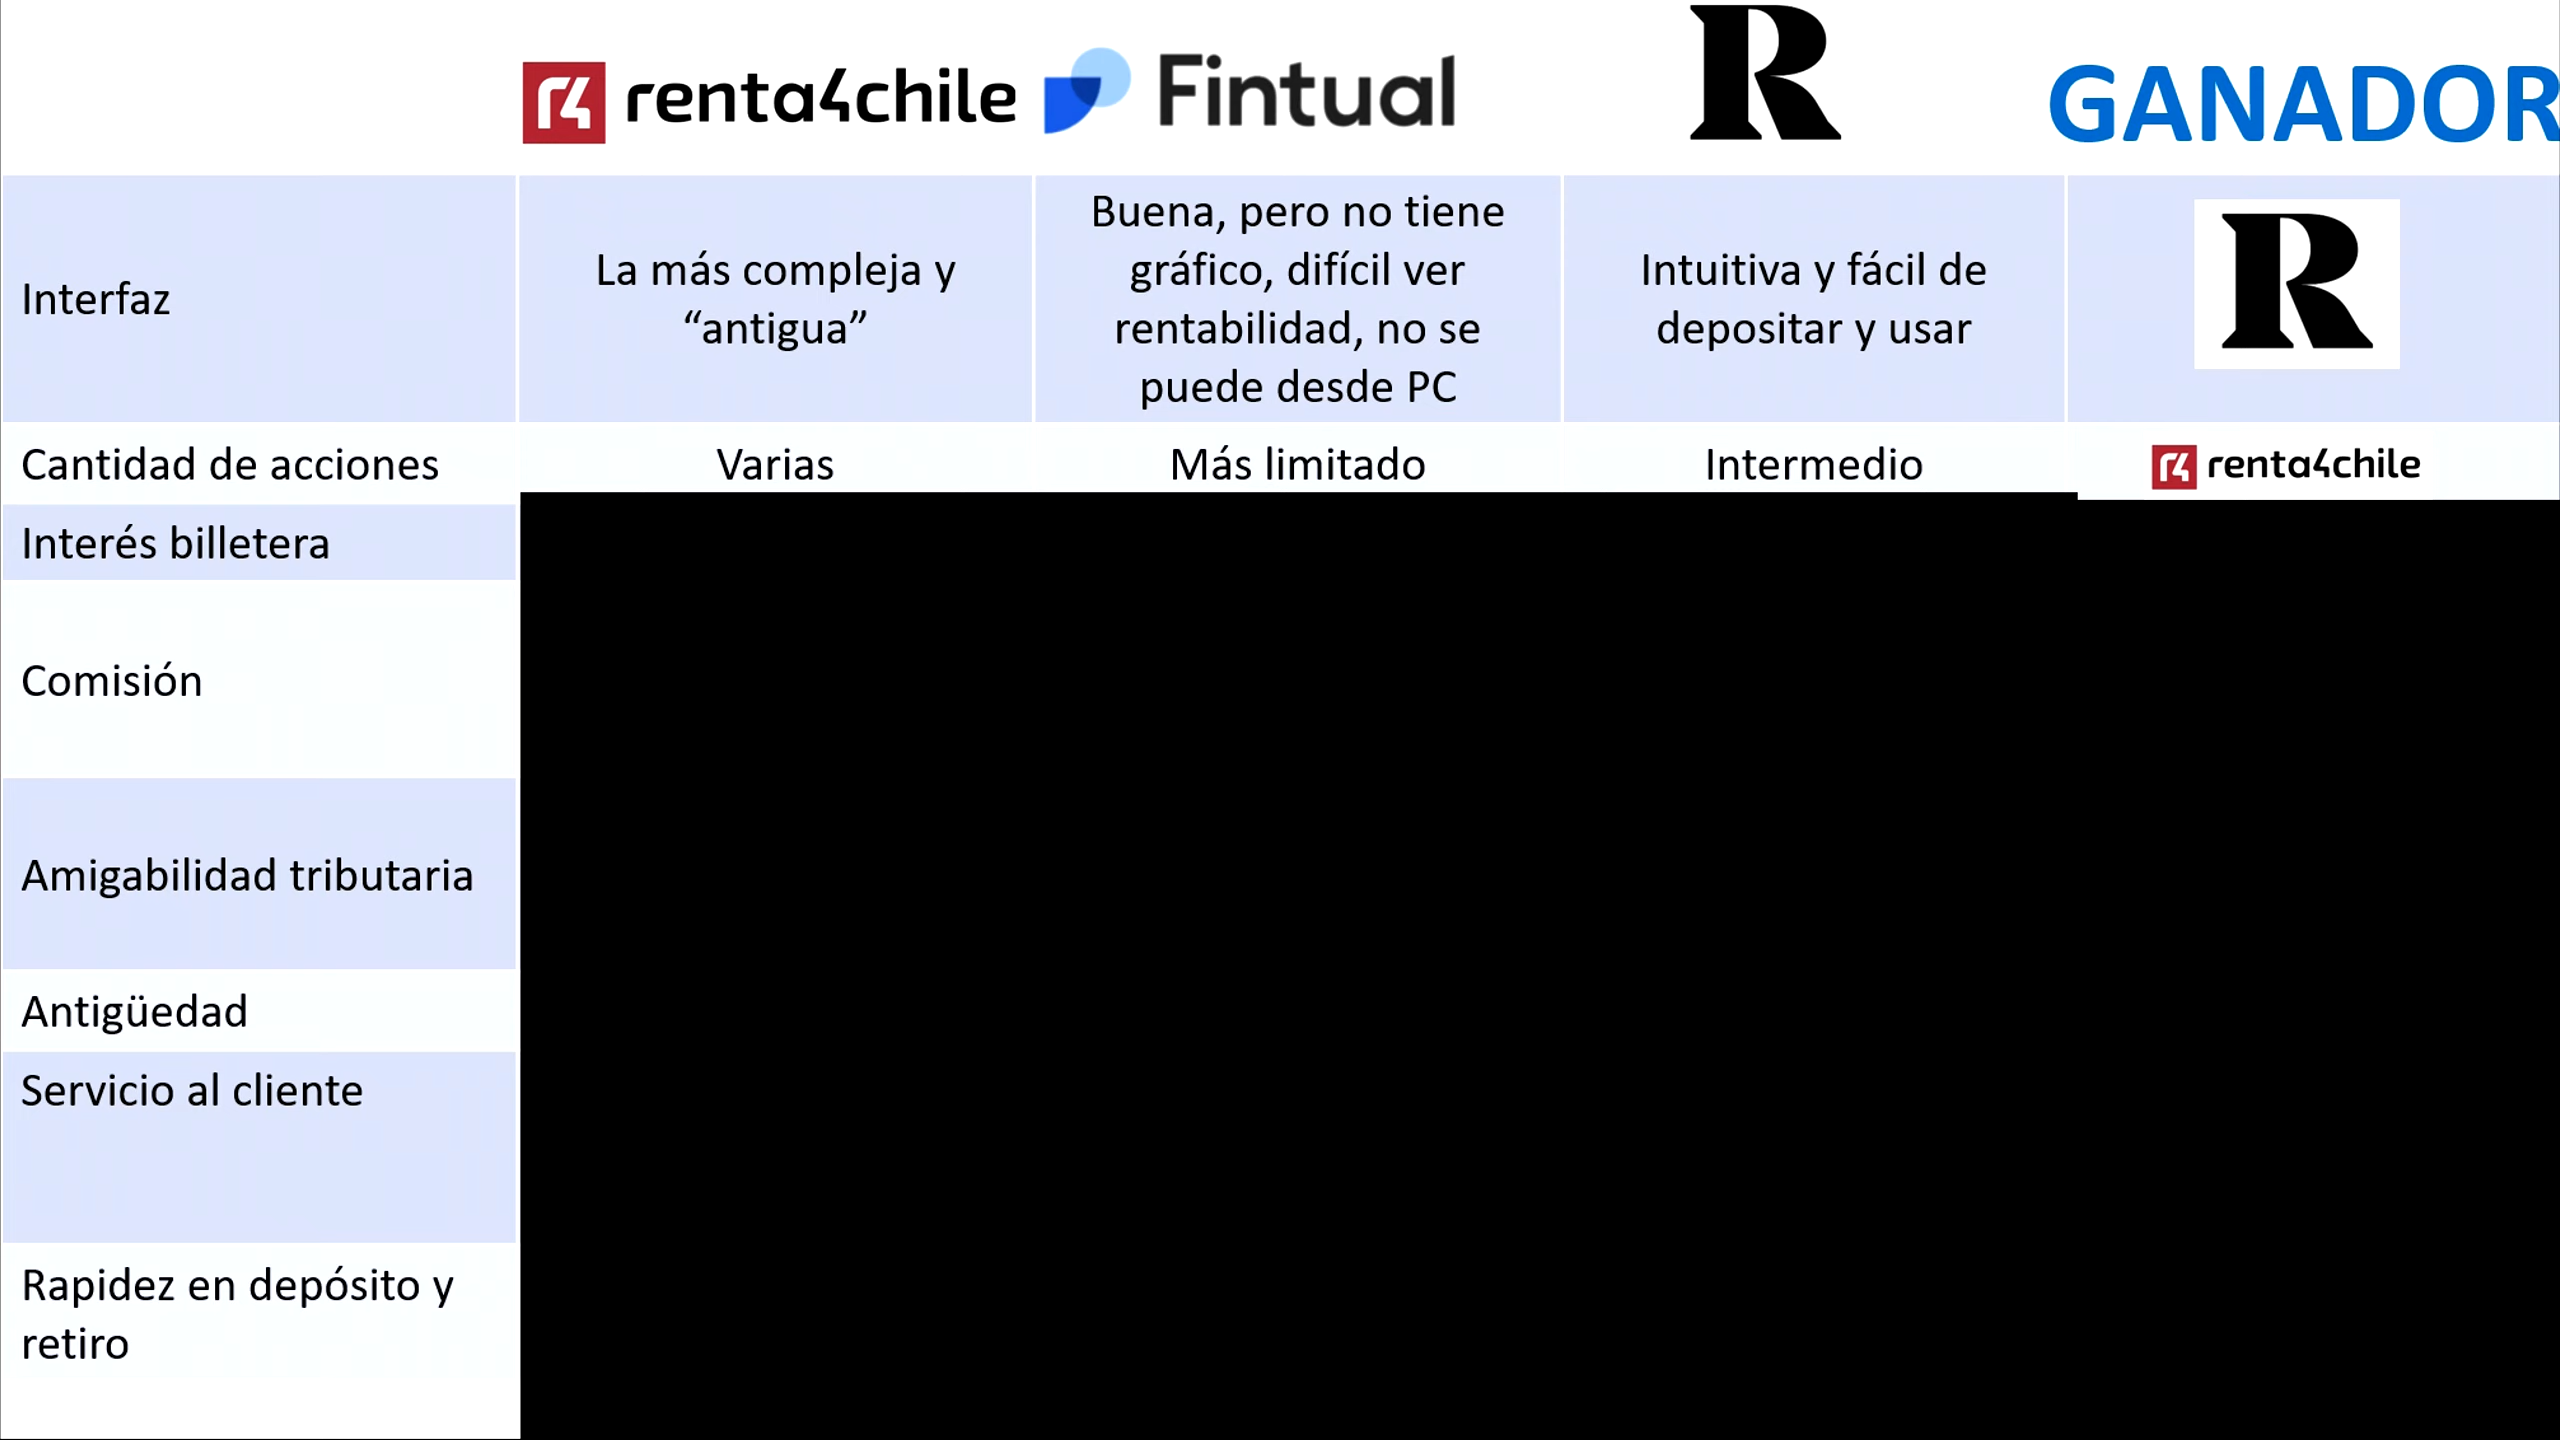 renta4chile
Fintual
R
GANADOR
Interfaz
La más compleja y
“antigua”
Buena, pero no tiene
gráfico, difícil ver
rentabilidad, no se
puede desde PC
Intuitiva y fácil de
depositar y usar
R
Cantidad de acciones
Varias
Más limitado
Intermedio
renta4chile
Interés billetera
Comisión
Amigabilidad tributaria
Antigüedad
Servicio al cliente
Rapidez en depósito y
retiro